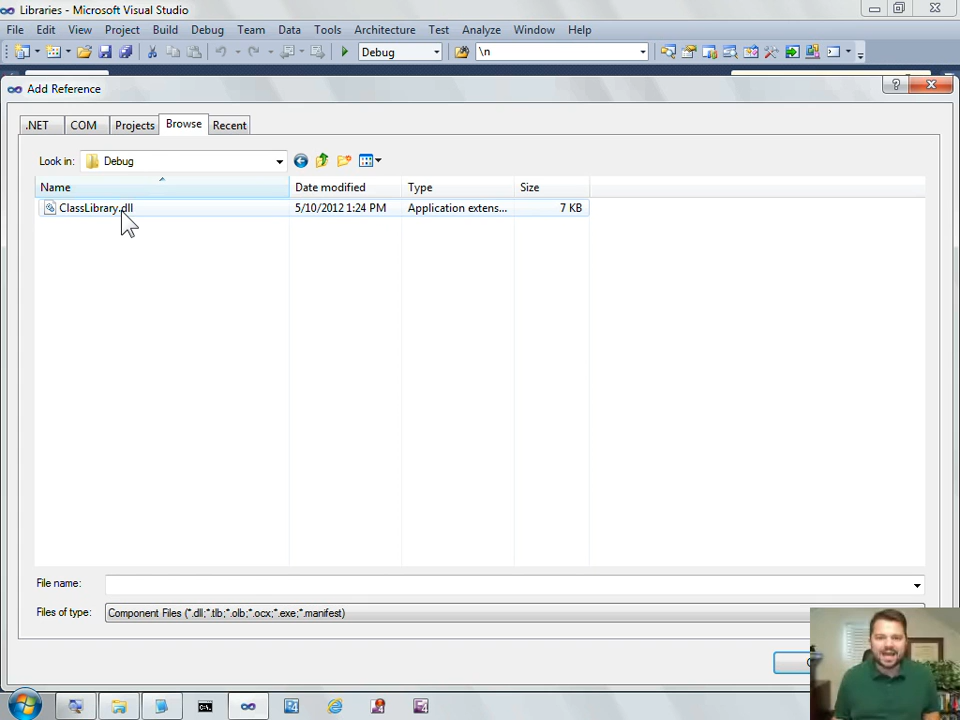 Libraries - Microsoft Visual Studio
File Edit View Project Build Debug Team Data Tools Architecture Test Analyze Window Help
Debug \n
Add Reference
.NET COM Projects Browse Recent
Look in: Debug
Name Date modified Type Size
ClassLibrary.dll 5/10/2012 1:24 PM Application extens... 7 KB
File name:
Files of type: Component Files (*.dll;*.tlb;*.olb;*.ocx;*.exe;*.manifest)